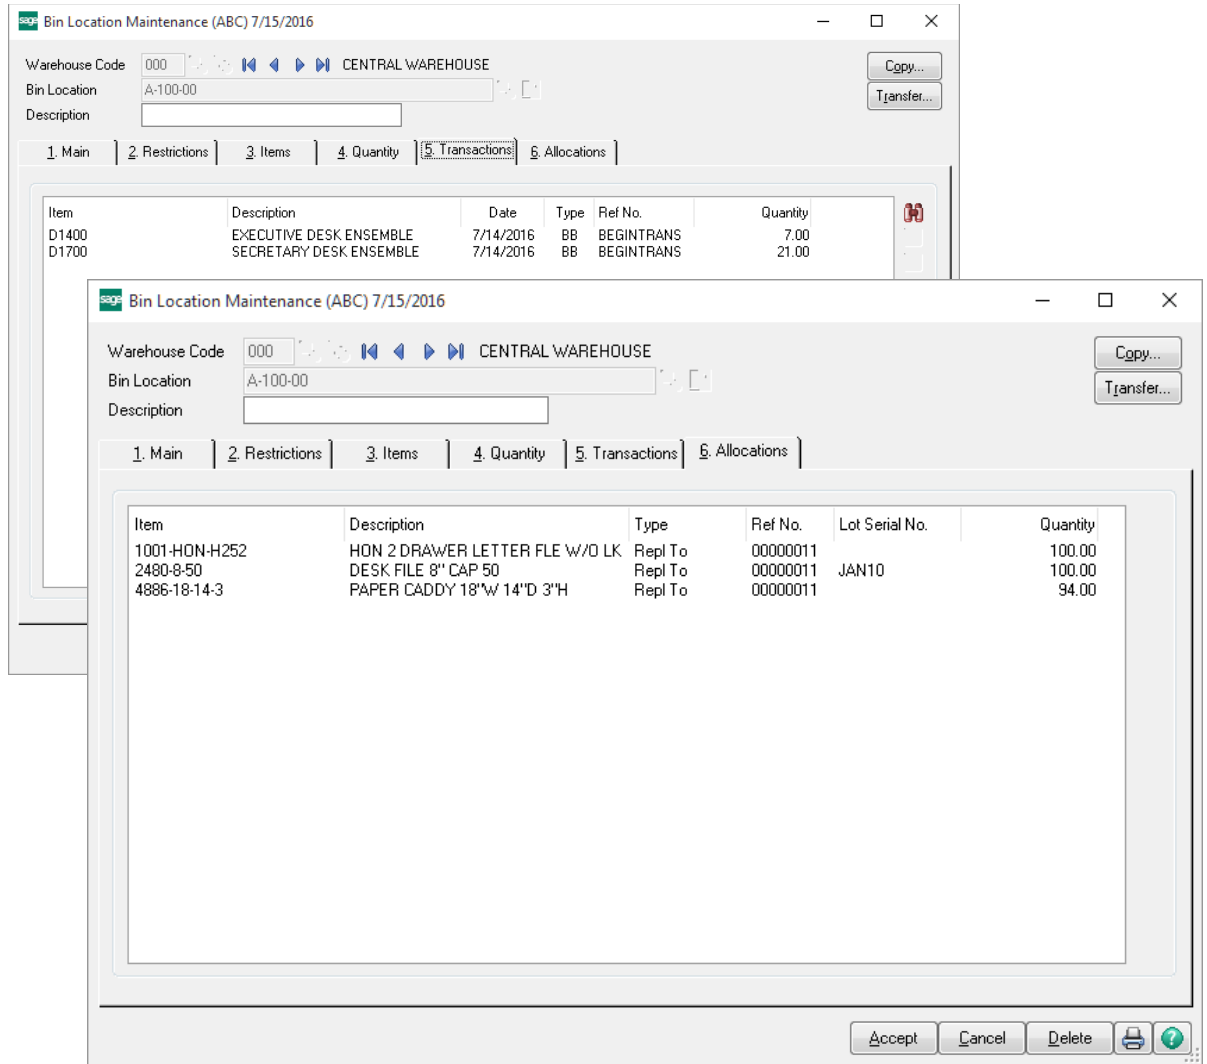 sage Bin Location Maintenance (ABC) 7/15/2016
Warehouse Code 000 CENTRAL WAREHOUSE Copy...
Bin Location A-100-00 Transfer...
Description
1. Main 2. Restrictions 3. Items 4. Quantity 5. Transactions 6. Allocations
Item Description Date Type Ref No. Quantity
D1400 EXECUTIVE DESK ENSEMBLE 7/14/2016 BB BEGINTRANS 7.00
D1700 SECRETARY DESK ENSEMBLE 7/14/2016 BB BEGINTRANS 21.00
sage Bin Location Maintenance (ABC) 7/15/2016
Warehouse Code 000 CENTRAL WAREHOUSE Copy...
Bin Location A-100-00 Transfer...
Description
1. Main 2. Restrictions 3. Items 4. Quantity 5. Transactions 6. Allocations
Item Description Type Ref No. Lot Serial No. Quantity
1001-HON-H252 HON 2 DRAWER LETTER FLE W/O LK Repl To 00000011 100.00
2480-8-50 DESK FILE 8" CAP 50 Repl To 00000011 JAN10 100.00
4886-18-14-3 PAPER CADDY 18"W 14"D 3"H Repl To 00000011 94.00
Accept Cancel Delete ?